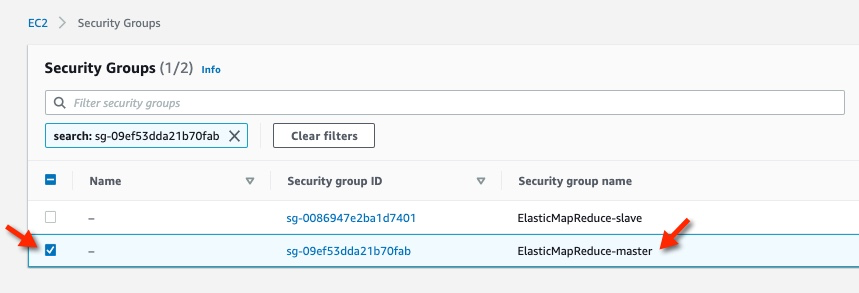 EC2 > Security Groups
Security Groups (1/2) Info
Filter security groups
search: sg-09ef53dda21b70fab Clear filters
Name Security group ID Security group name
– sg-0086947e2ba1d7401 ElasticMapReduce-slave
– sg-09ef53dda21b70fab ElasticMapReduce-master